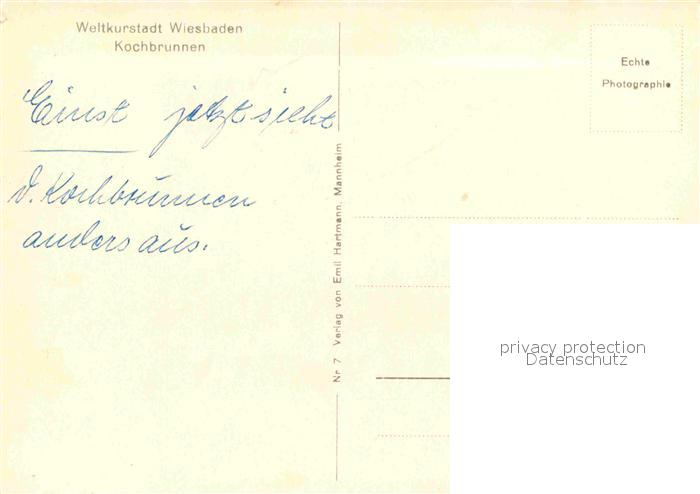 Weltkurstadt Wiesbaden
Kochbrunnen
Echte
Photographie
Einst jetzt sieht
d. Kochbrunnen
anders aus.
Nr 7 Verlag von Emil Hartmann, Mannheim
privacy protection
Datenschutz